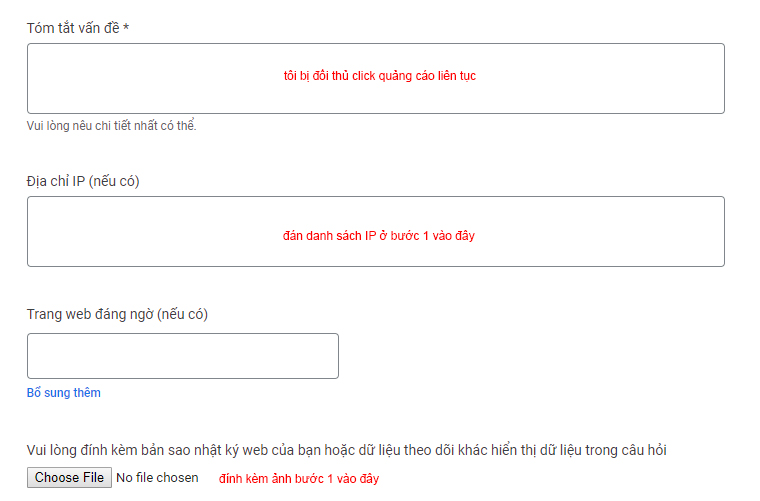 Tóm tắt vấn đề *
tôi bị đối thủ click quảng cáo liên tục
Vui lòng nêu chi tiết nhất có thể.
Địa chỉ IP (nếu có)
dán danh sách IP ở bước 1 vào đây
Trang web đáng ngờ (nếu có)
Bổ sung thêm
Vui lòng đính kèm bản sao nhật ký web của bạn hoặc dữ liệu theo dõi khác hiển thị dữ liệu trong câu hỏi
Choose File No file chosen đính kèm ảnh bước 1 vào đây